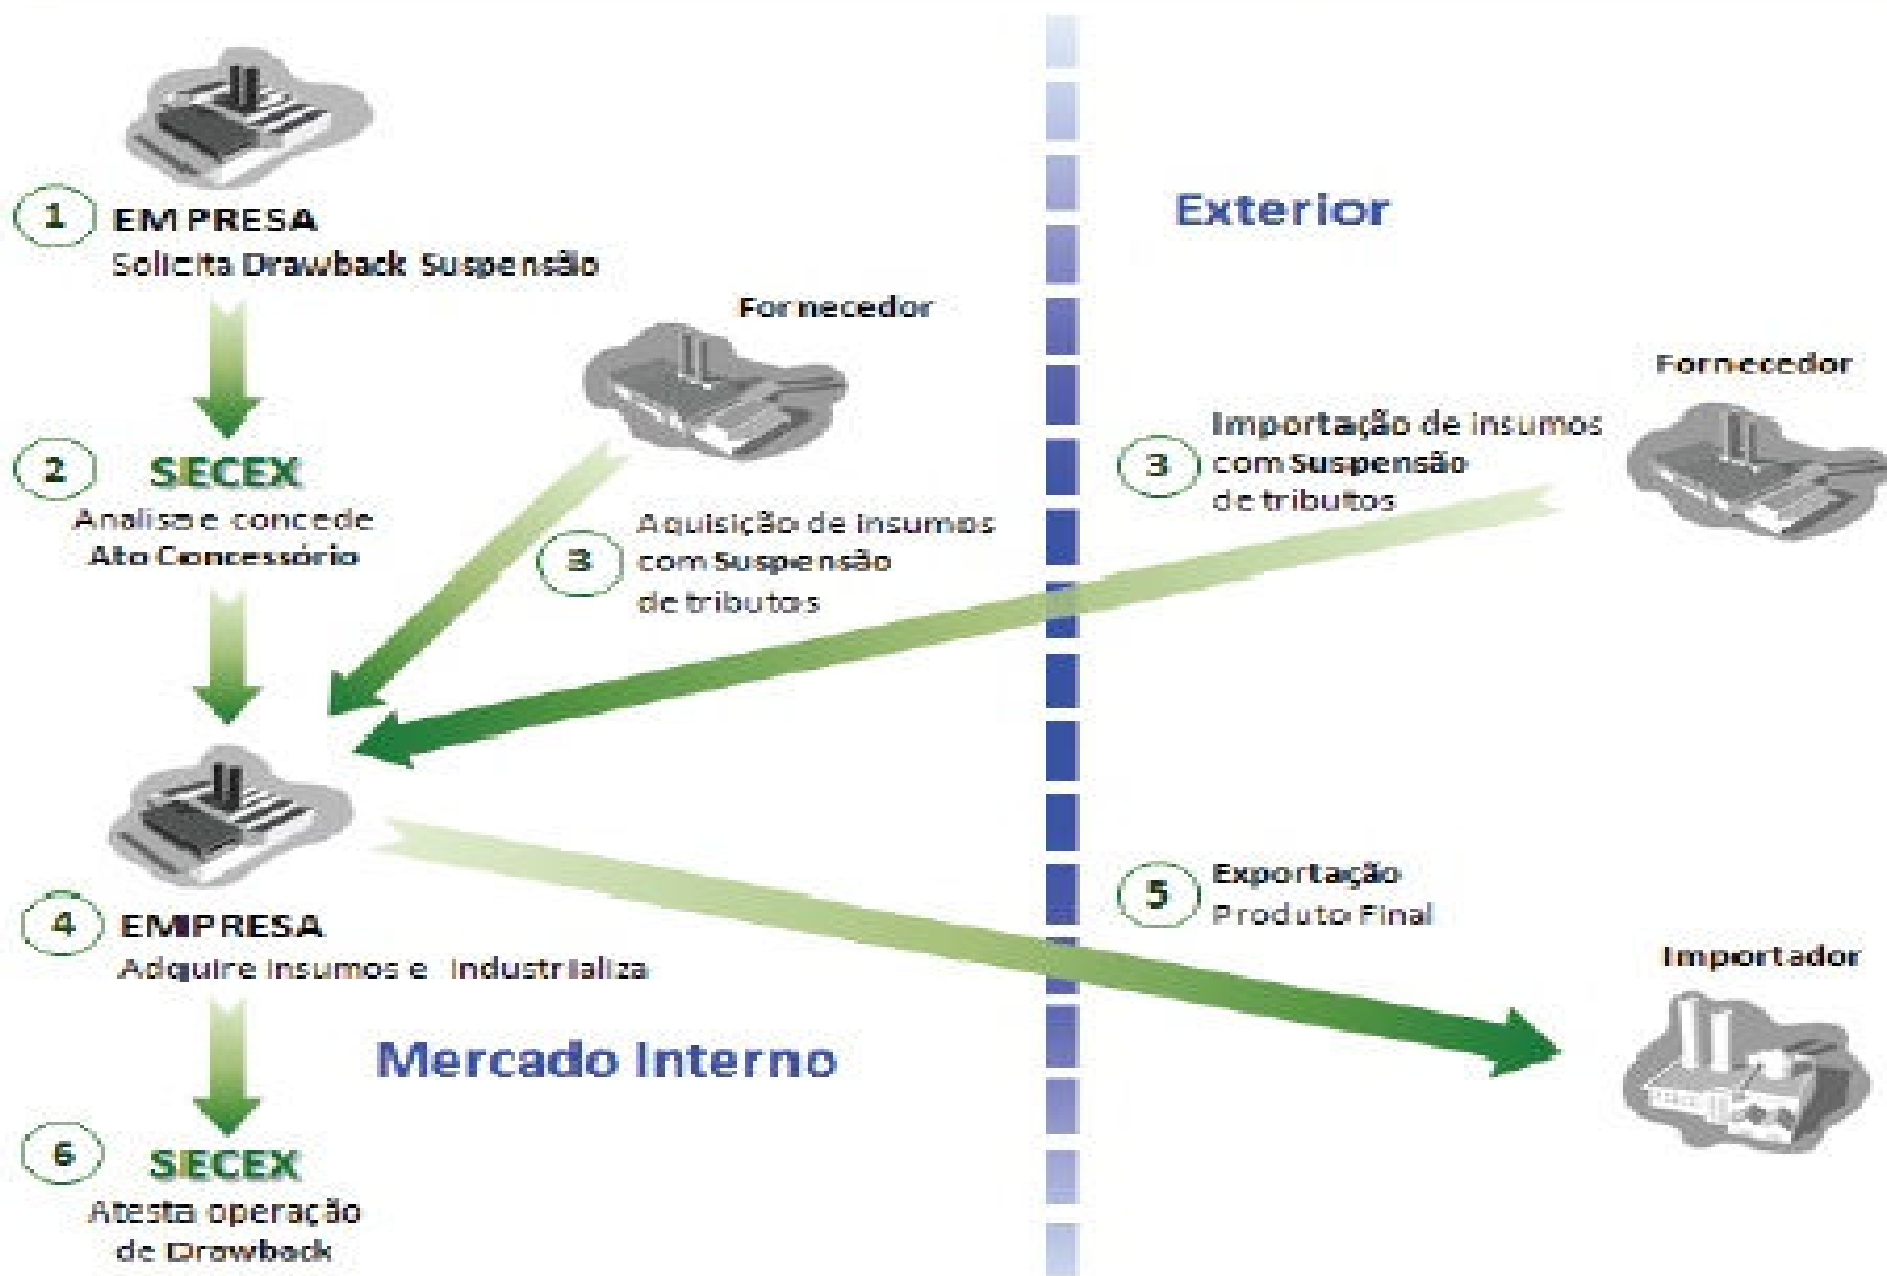 1
EMPRESA
Solicita Drawback Suspensão
2
SECEX
Analisa e concede
Ato Concessório
Fornecedor
3
Aquisição de insumos
com Suspensão
de tributos
Exterior
Fornecedor
3
Importação de insumos
com Suspensão
de tributos
4
EMPRESA
Adquire insumos e industrializa
5
Exportação
Produto Final
Importador
Mercado Interno
6
SECEX
Atesta operação
de Drawback